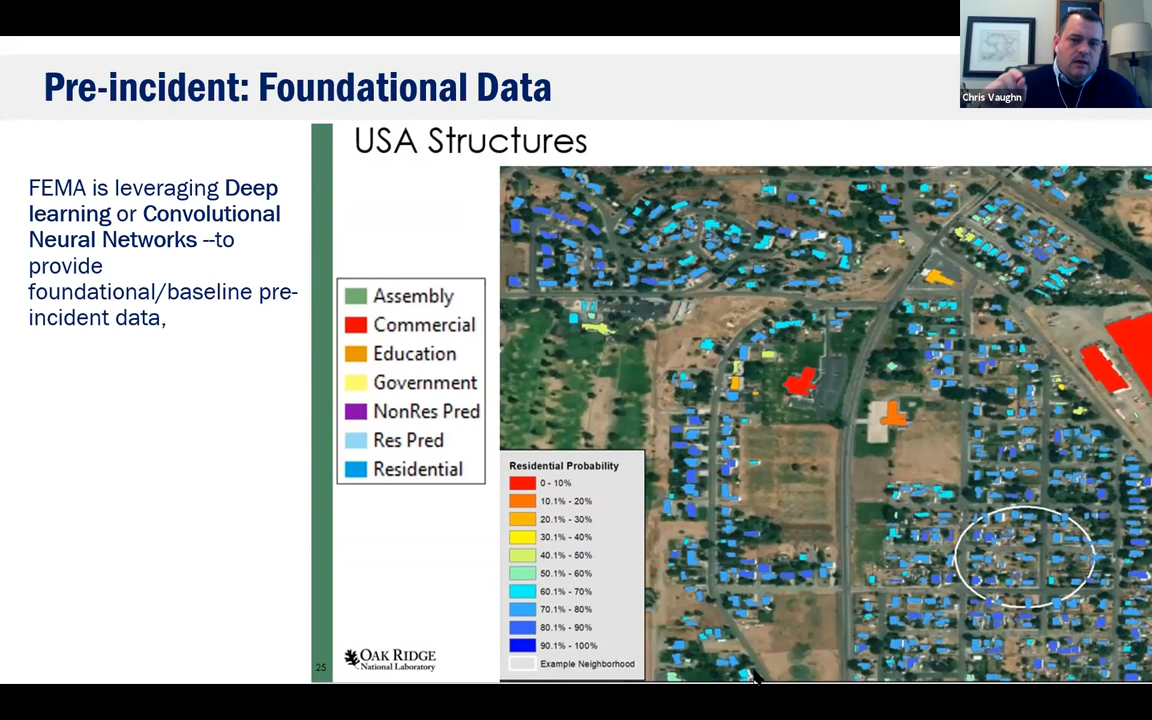 Chris Vaughn
Pre-incident: Foundational Data
USA Structures
FEMA is leveraging Deep
learning or Convolutional
Neural Networks –to
provide
foundational/baseline pre-
incident data,
Assembly
Commercial
Education
Government
NonRes Pred
Res Pred
Residential
Residential Probability
0 - 10%
10.1% - 20%
20.1% - 30%
30.1% - 40%
40.1% - 50%
50.1% - 60%
60.1% - 70%
70.1% - 80%
80.1% - 90%
90.1% - 100%
Example Neighborhood
25
OAK RIDGE
National Laboratory